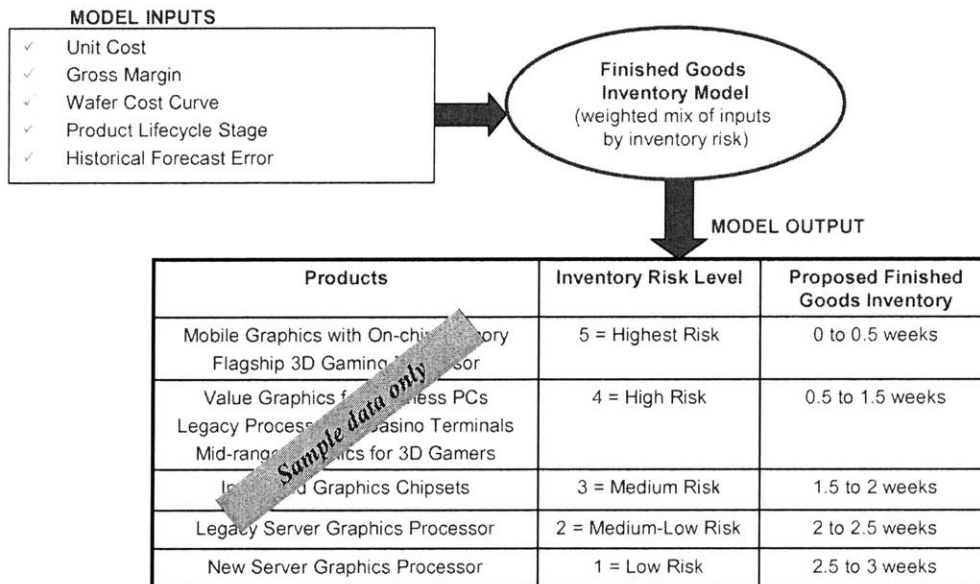 MODEL INPUTS
✓ Unit Cost
✓ Gross Margin
✓ Wafer Cost Curve
✓ Product Lifecycle Stage
✓ Historical Forecast Error
Finished Goods
Inventory Model
(weighted mix of inputs
by inventory risk)
MODEL OUTPUT
Products
Inventory Risk Level
Proposed Finished
Goods Inventory
Mobile Graphics with On-chip
Flagship 3D Gaming
5 = Highest Risk
0 to 0.5 weeks
Value Graphics PCs
Legacy Casino Terminals
Mid-range for 3D Gamers
4 = High Risk
0.5 to 1.5 weeks
Graphics Chipsets
3 = Medium Risk
1.5 to 2 weeks
Legacy Server Graphics Processor
2 = Medium-Low Risk
2 to 2.5 weeks
New Server Graphics Processor
1 = Low Risk
2.5 to 3 weeks
Sample data only